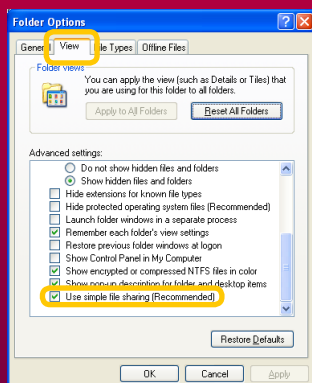 Folder Options
General View File Types Offline Files
Folder views
You can apply the view (such as Details or Tiles) that
you are using for this folder to all folders.
Apply to All Folders Reset All Folders
Advanced settings:
Do not show hidden files and folders
Show hidden files and folders
Hide extensions for known file types
Hide protected operating system files (Recommended)
Launch folder windows in a separate process
Remember each folder's view settings
Restore previous folder windows at logon
Show Control Panel in My Computer
Show encrypted or compressed NTFS files in color
Show pop-up description for folder and desktop items
Use simple file sharing (Recommended)
Restore Defaults
OK Cancel Apply